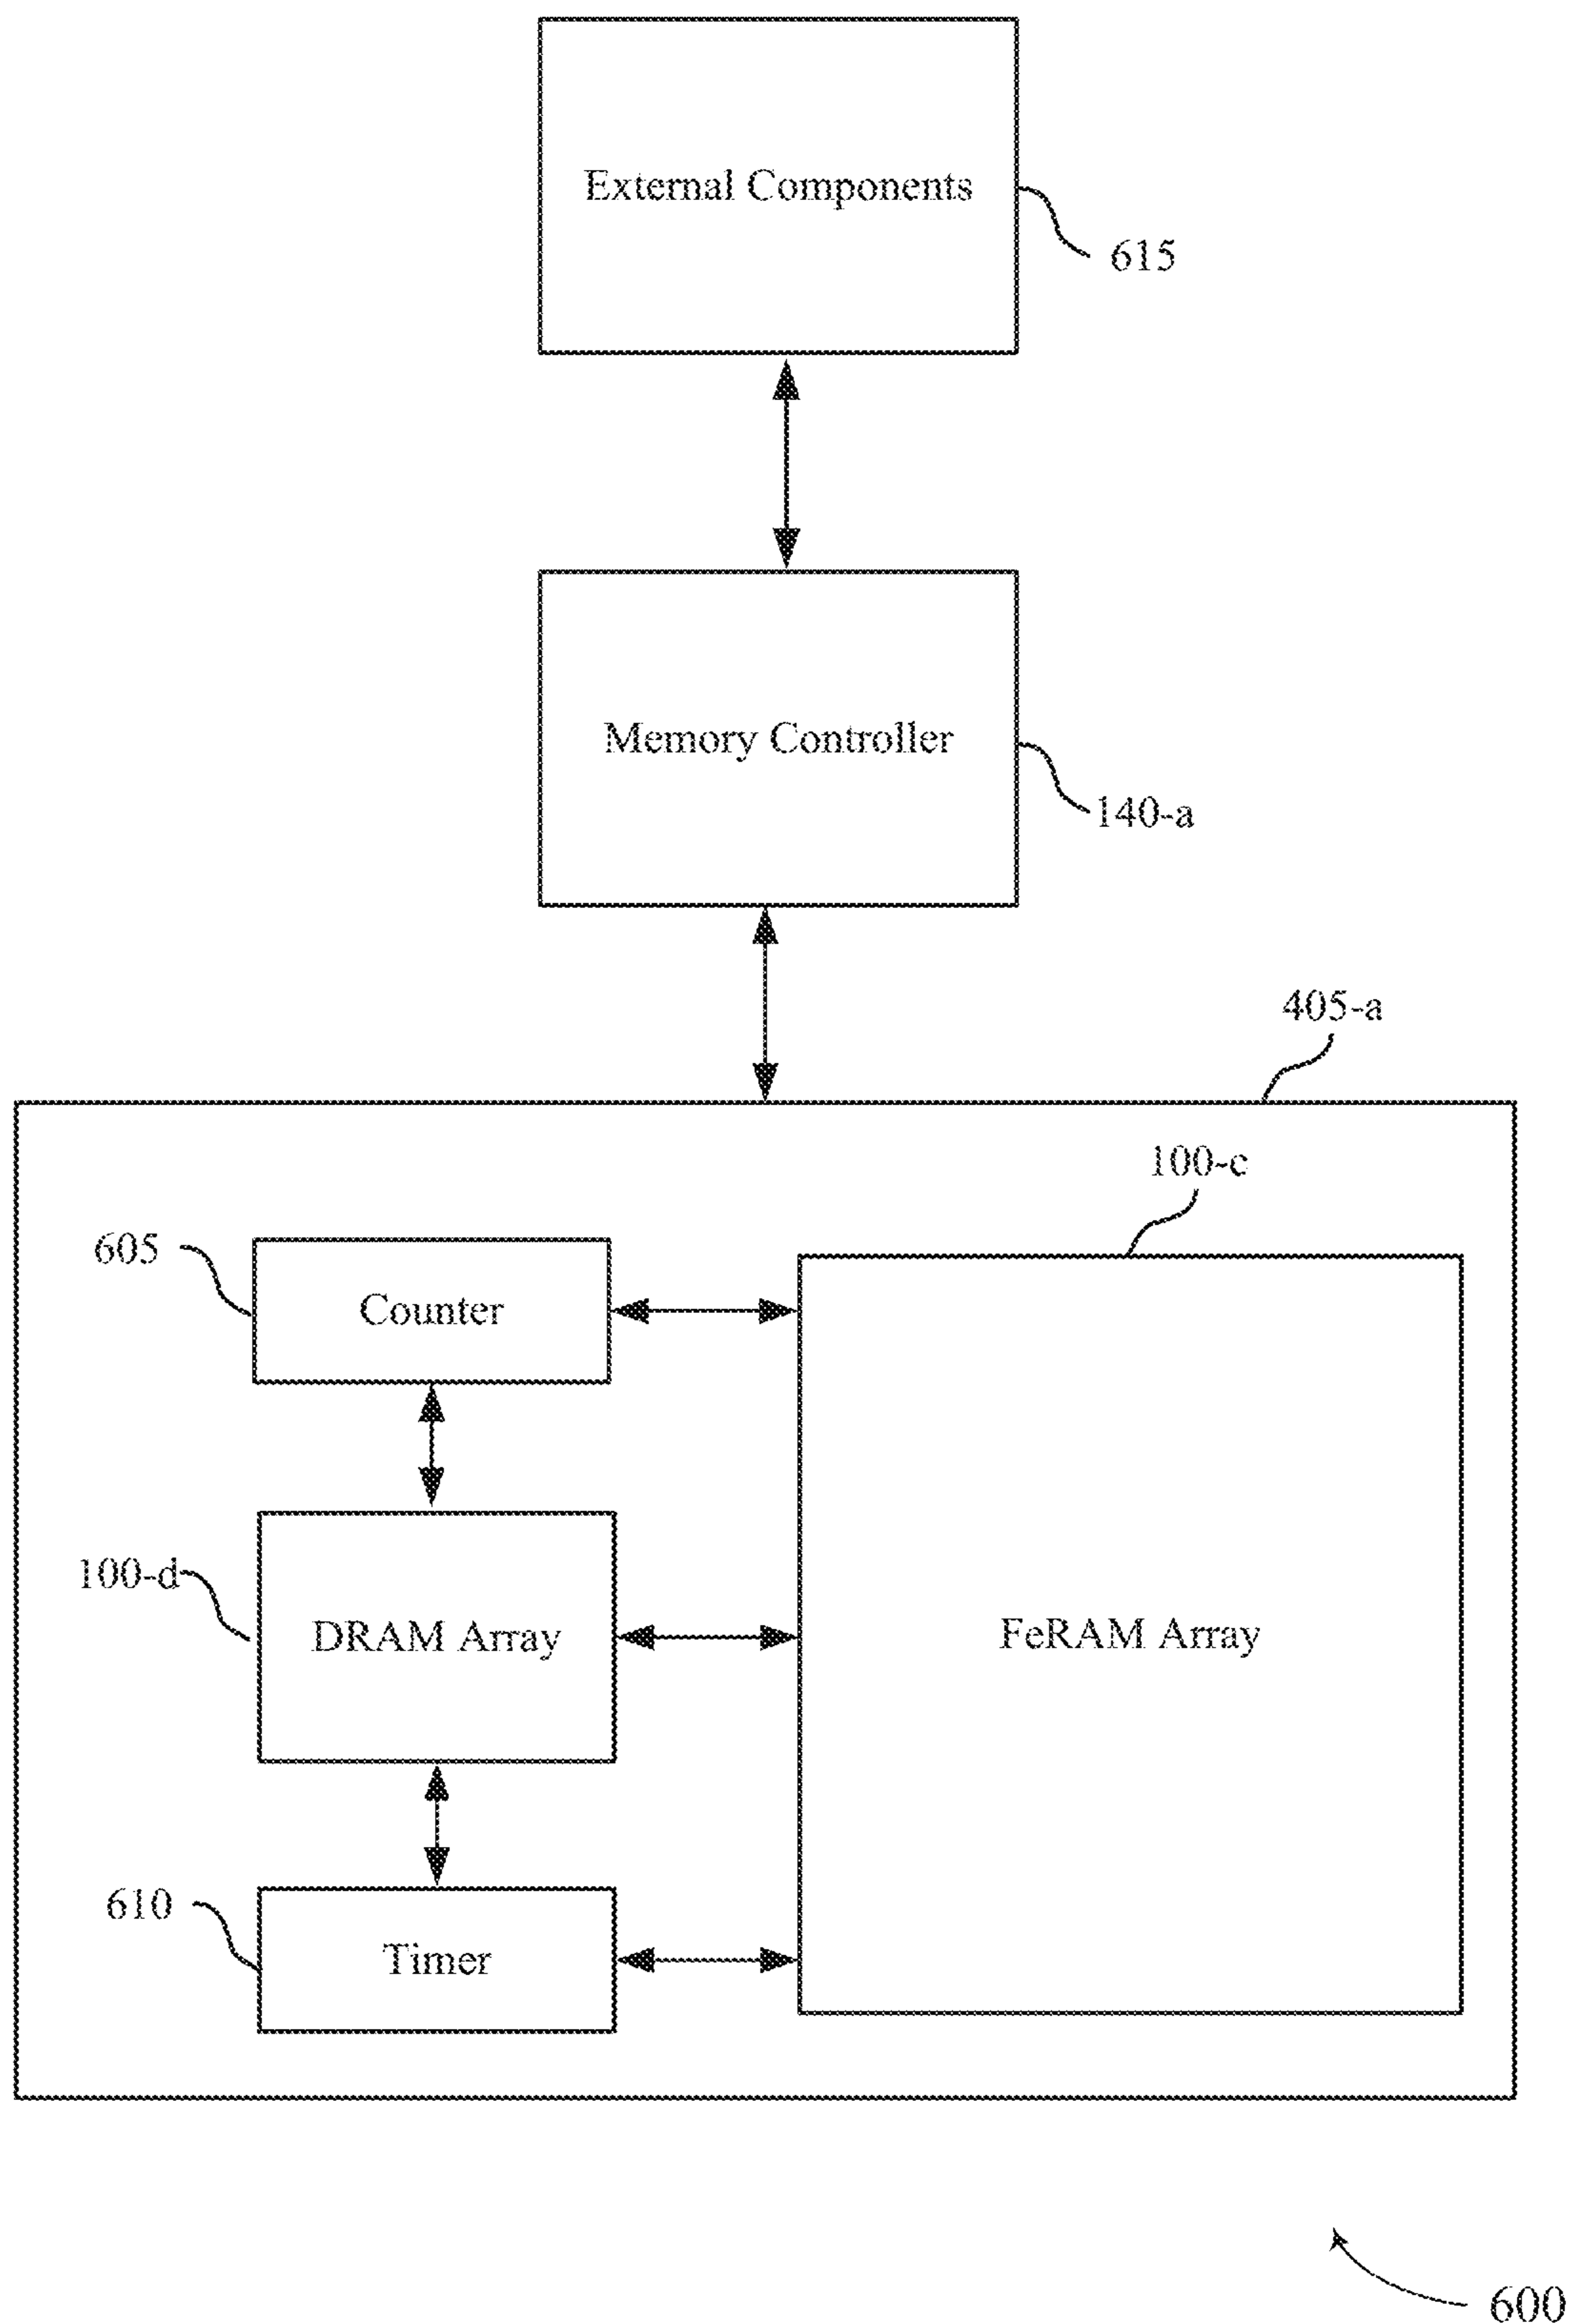 External Components
615
Memory Controller
140-a
405-a
100-c
605
Counter
100-d
DRAM Array
FeRAM Array
610
Timer
600